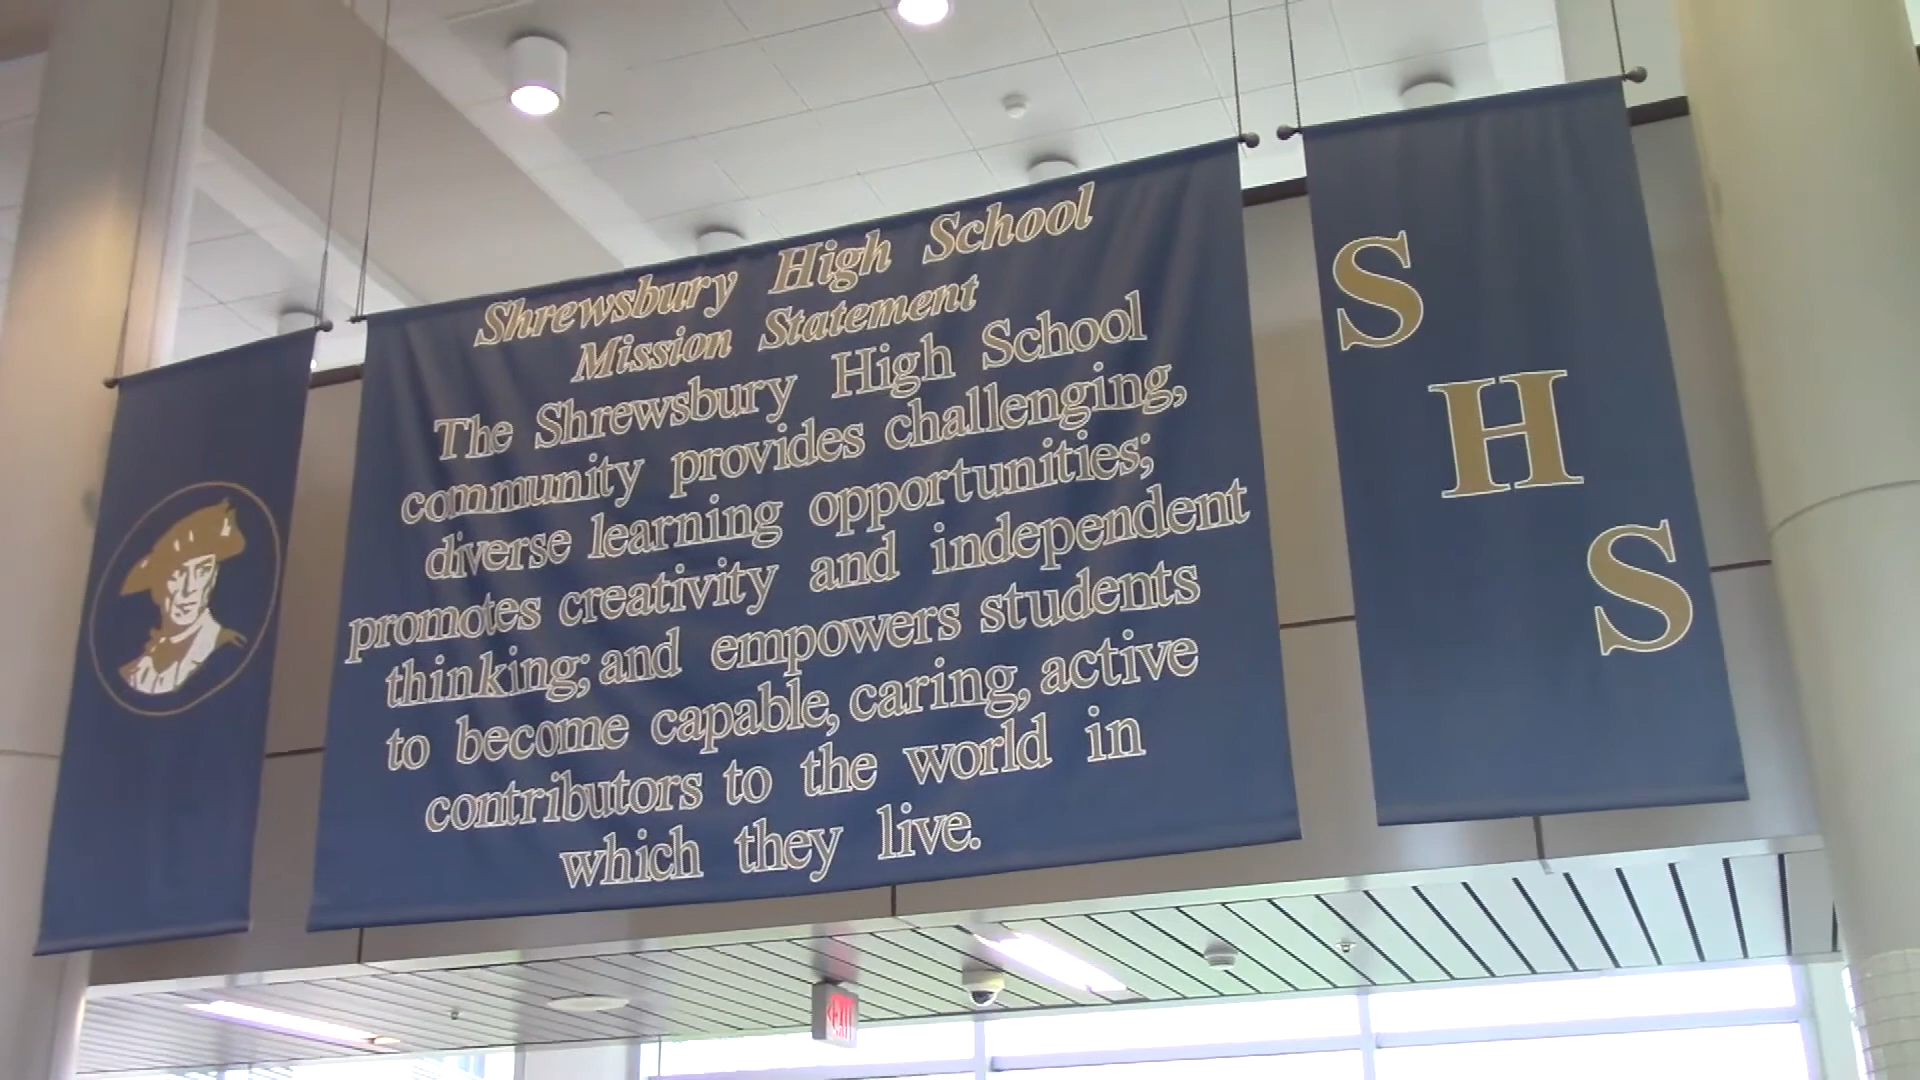 Shrewsbury High School
Mission Statement
The Shrewsbury High School
community provides challenging,
diverse learning opportunities;
promotes creativity and independent
thinking; and empowers students
to become capable, caring, active
contributors to the world in
which they live.
S
H
S
EXIT